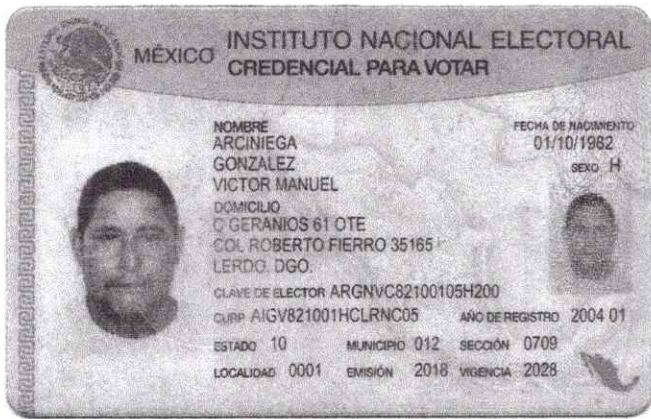 MÉXICO INSTITUTO NACIONAL ELECTORAL
CREDENCIAL PARA VOTAR
NOMBRE
ARCINIEGA
GONZALEZ
VICTOR MANUEL
FECHA DE NACIMIENTO
01/10/1982
SEXO H
DOMICILIO
C GERANIOS 61 OTE
COL ROBERTO FIERRO 35165
LERDO, DGO.
CLAVE DE ELECTOR ARGNVC82100105H200
CURP AIGV821001HCLRNC05 AÑO DE REGISTRO 2004 01
ESTADO 10 MUNICIPIO 012 SECCIÓN 0709
LOCALIDAD 0001 EMISIÓN 2018 VIGENCIA 2028